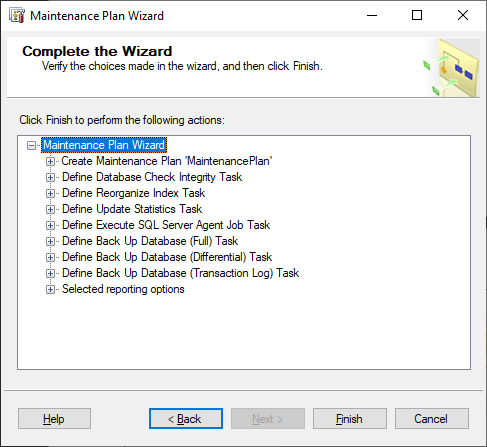 Maintenance Plan Wizard
Complete the Wizard
Verify the choices made in the wizard, and then click Finish.
Click Finish to perform the following actions:
Maintenance Plan Wizard
Create Maintenance Plan 'MaintenancePlan'
Define Database Check Integrity Task
Define Reorganize Index Task
Define Update Statistics Task
Define Execute SQL Server Agent Job Task
Define Back Up Database (Full) Task
Define Back Up Database (Differential) Task
Define Back Up Database (Transaction Log) Task
Selected reporting options
Help
< Back
Next >
Finish
Cancel